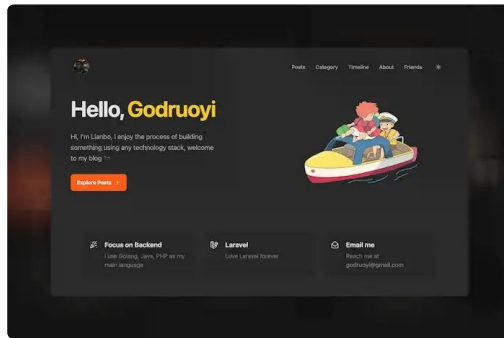 Posts Category Timeline About Friends
Hello, Godruoyi
Hi, I'm Lianbo, I enjoy the process of building
something using any technology stack, welcome
to my blog
Explore Posts
Focus on Backend
I use Golang, Java, PHP as my
main language
Laravel
Love Laravel forever
Email me
Reach me at
godruoyi@gmail.com